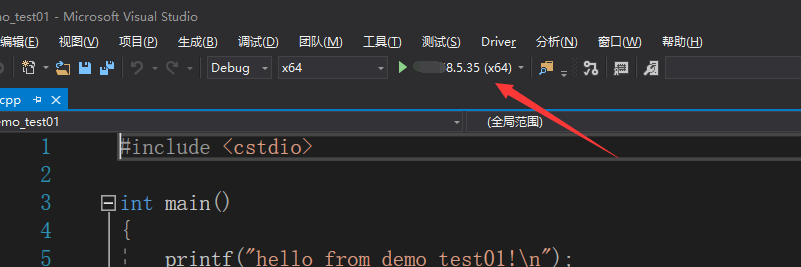 mo_test01 - Microsoft Visual Studio
编辑(E) 视图(V) 项目(P) 生成(B) 调试(D) 团队(M) 工具(T) 测试(S) Driver 分析(N) 窗口(W) 帮助(H)
Debug x64 8.5.35 (x64)
cpp
emo_test01 (全局范围)
1 #include <cstdio>
2
3 int main()
4 {
5 printf("hello from demo test01!\n");